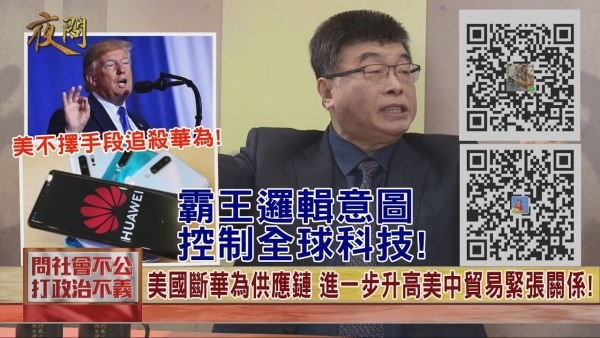 夜問
美不擇手段追殺華為!
HUAWEI
霸王邏輯意圖
控制全球科技!
問社會不公
打政治不義
美國斷華為供應鏈 進一步升高美中貿易緊張關係!